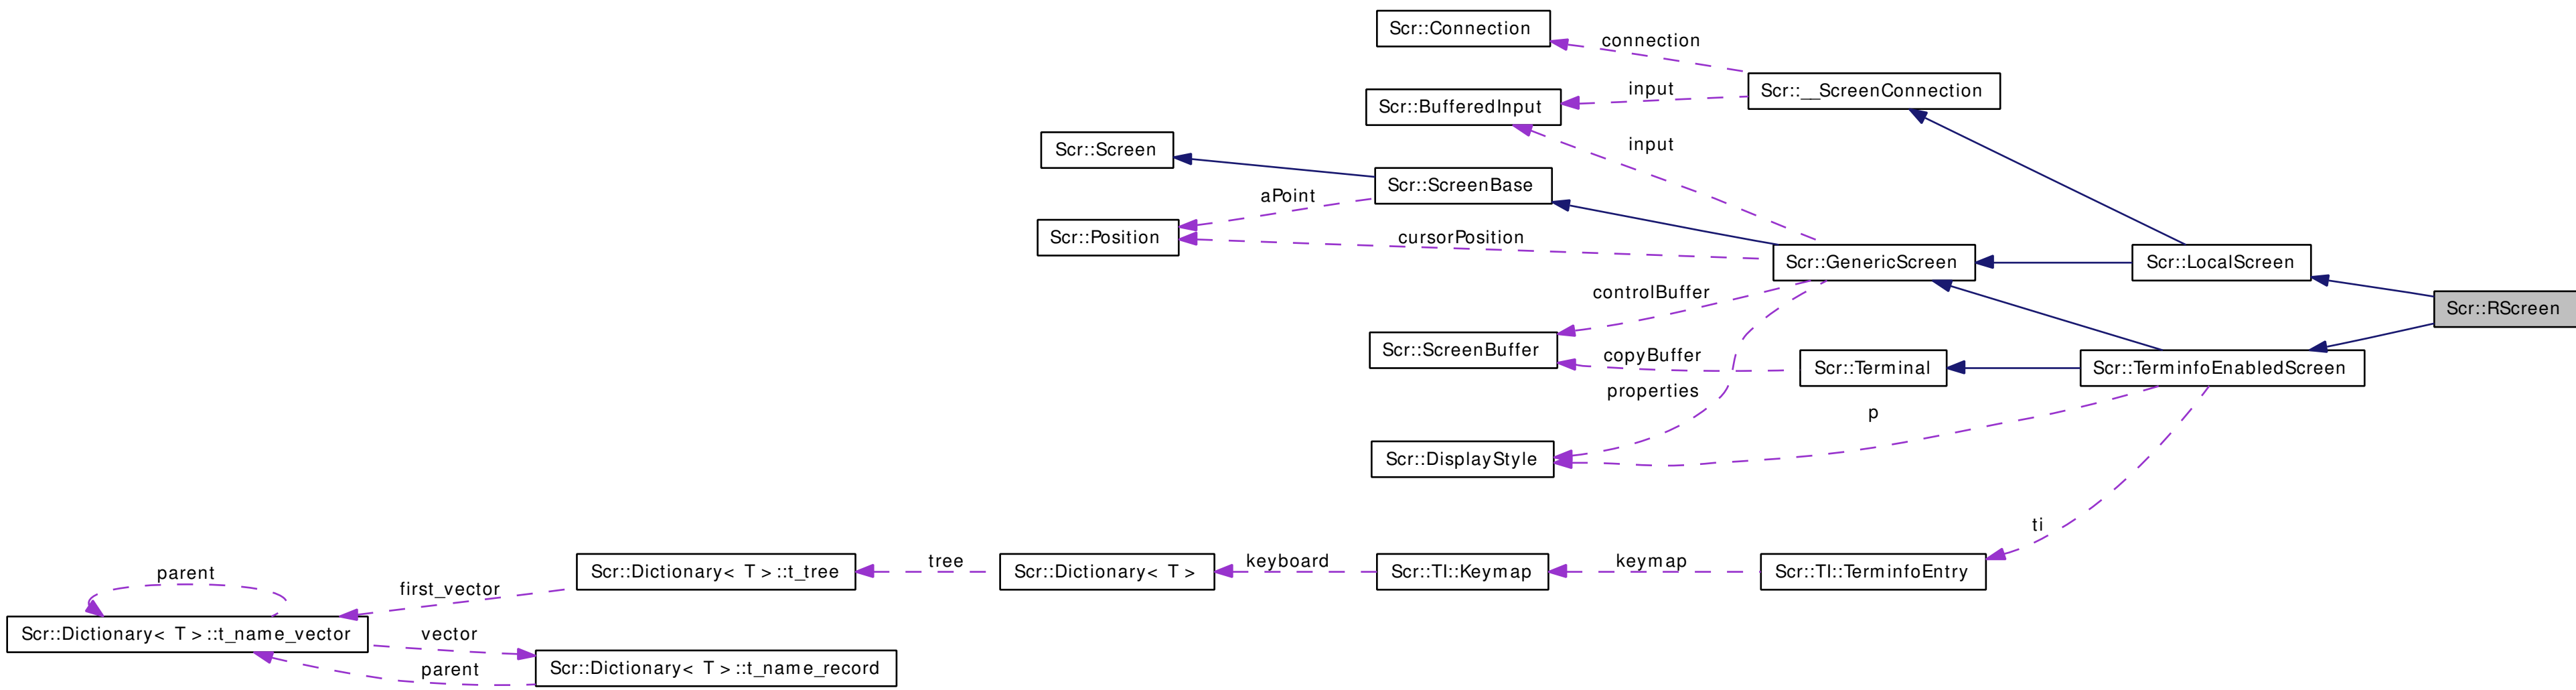 Scr::Connection
connection
Scr::__ScreenConnection
Scr::BufferedInput
input
Scr::Screen
input
Scr::ScreenBase
aPoint
Scr::Position
cursorPosition
Scr::GenericScreen
Scr::LocalScreen
controlBuffer
Scr::RScreen
Scr::ScreenBuffer
copyBuffer
Scr::Terminal
Scr::TerminfoEnabledScreen
properties
p
Scr::DisplayStyle
ti
parent
first_vector
Scr::Dictionary< T >::t_tree
tree
Scr::Dictionary< T >
keyboard
Scr::TI::Keymap
keymap
Scr::TI::TerminfoEntry
Scr::Dictionary< T >::t_name_vector
vector
parent
Scr::Dictionary< T >::t_name_record